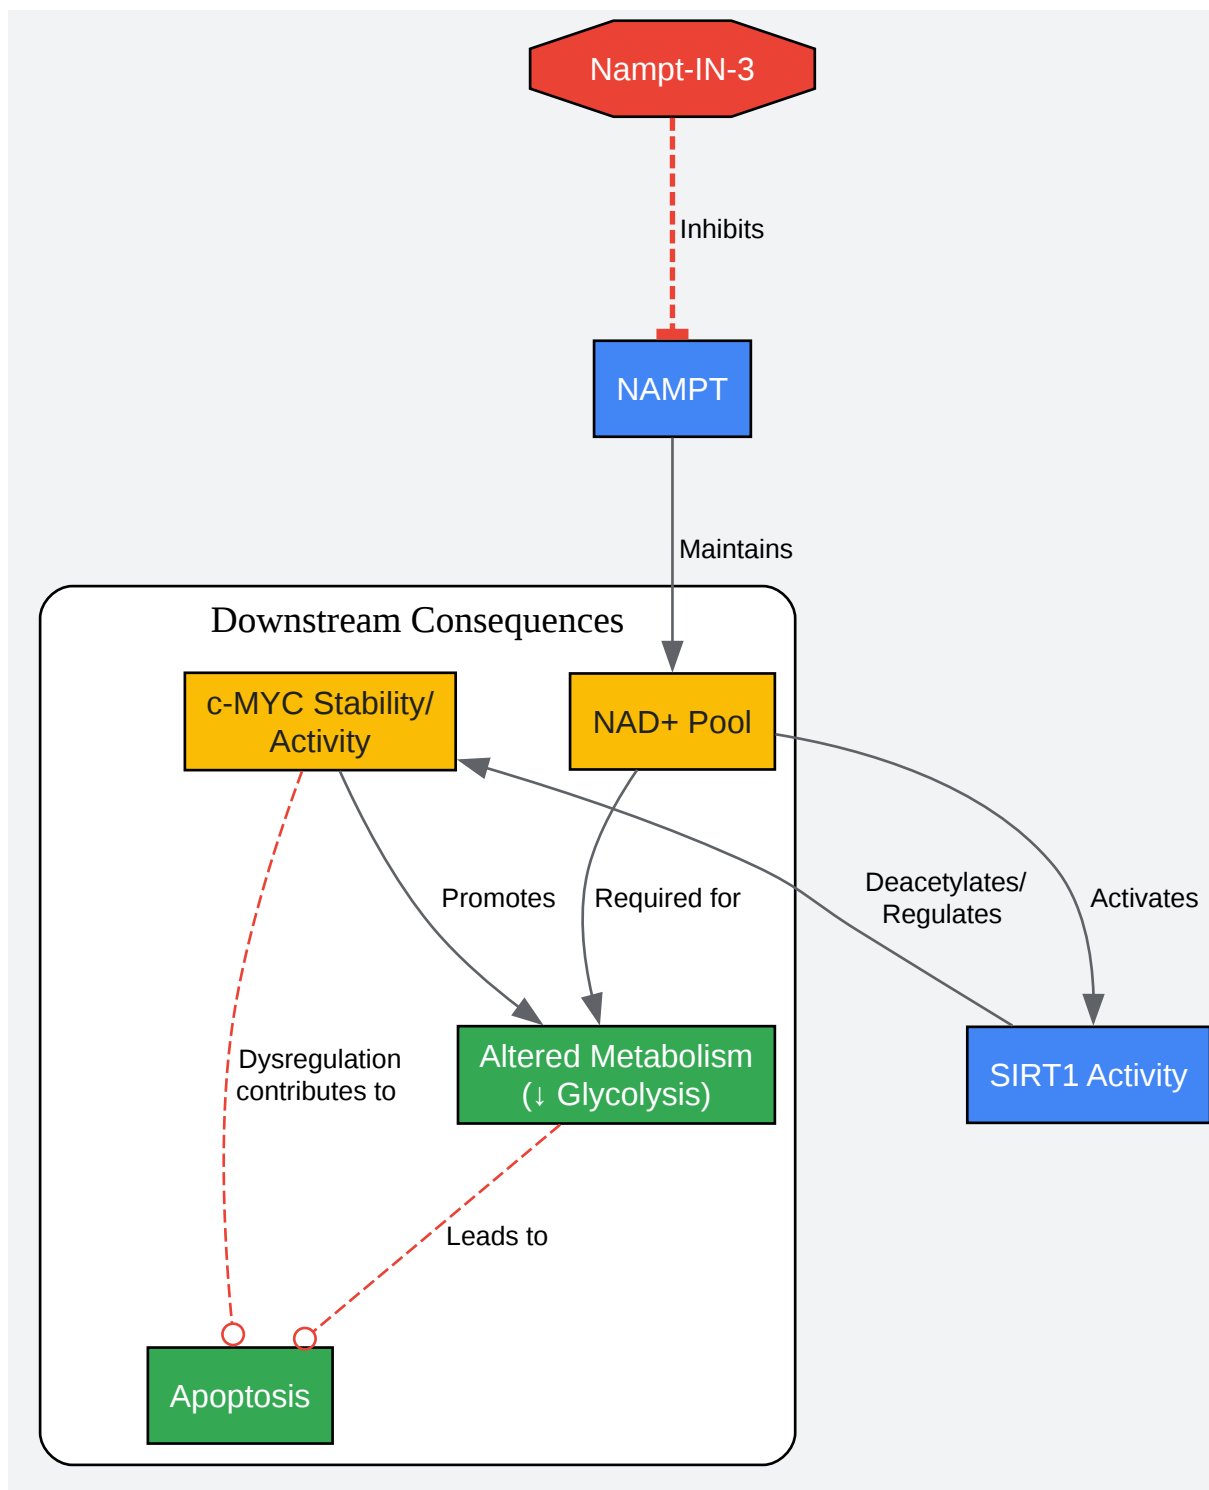 Nampt-IN-3
Inhibits
NAMPT
Maintains
Downstream Consequences
c-MYC Stability/
Activity
NAD+ Pool
Promotes
Required for
Deacetylates/
Regulates
Activates
Altered Metabolism
(↓ Glycolysis)
SIRT1 Activity
Dysregulation
contributes to
Leads to
Apoptosis